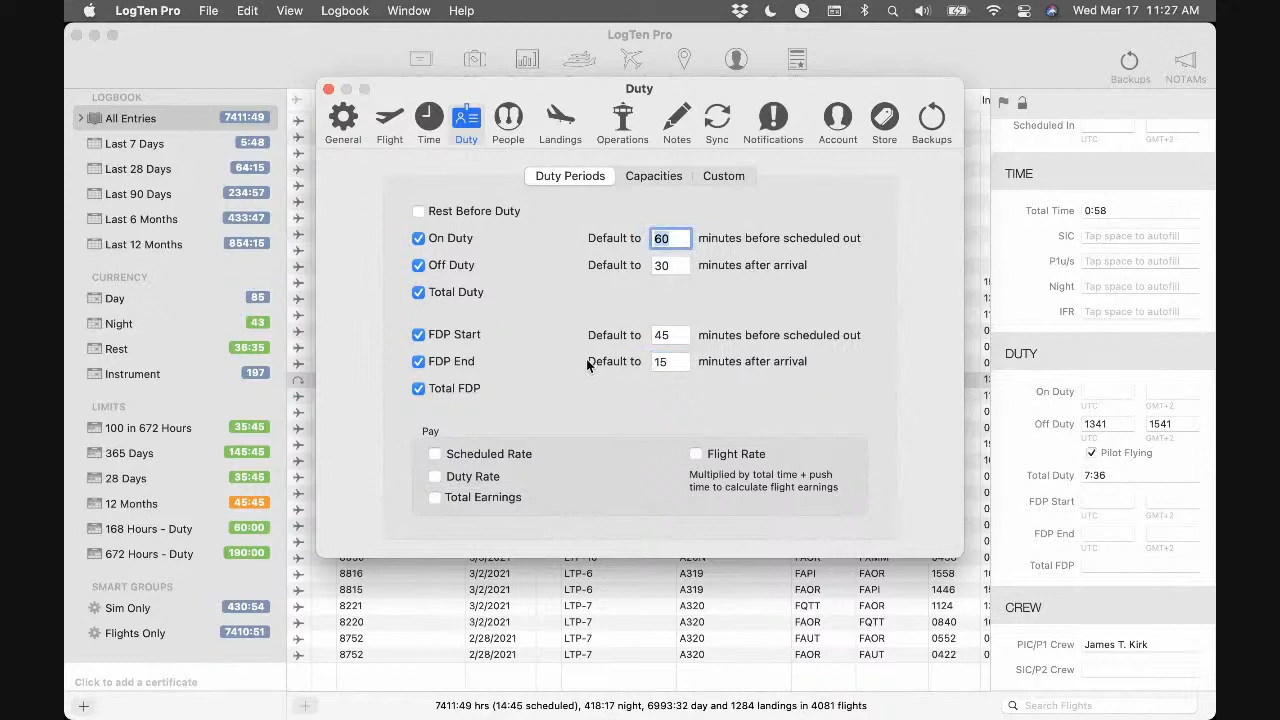 LogTen Pro File Edit View Logbook Window Help Wed Mar 17 11:27 AM
LogTen Pro
Backups NOTAMs
LOGBOOK
All Entries 7411:49
Last 7 Days 5:48
Last 28 Days 64:15
Last 90 Days 234:57
Last 6 Months 433:47
Last 12 Months 854:15
CURRENCY
Day 85
Night 43
Rest 36:35
Instrument 197
LIMITS
100 in 672 Hours 35:45
365 Days 145:45
28 Days 35:45
12 Months 45:45
168 Hours - Duty 60:00
672 Hours - Duty 190:00
SMART GROUPS
Sim Only 430:54
Flights Only 7410:51
Click to add a certificate
Duty
General Flight Time Duty People Landings Operations Notes Sync Notifications Account Store Backups
Duty Periods Capacities Custom
Rest Before Duty
On Duty Default to 60 minutes before scheduled out
Off Duty Default to 30 minutes after arrival
Total Duty
FDP Start Default to 45 minutes before scheduled out
FDP End Default to 15 minutes after arrival
Total FDP
Pay
Scheduled Rate Flight Rate
Duty Rate Multiplied by total time + push
time to calculate flight earnings
Total Earnings
8816 3/2/2021 LTP-6 A319 FAPI FAOR 1558
8815 3/2/2021 LTP-6 A319 FAOR FAPI 1446
8221 3/1/2021 LTP-7 A320 FQTT FAOR 1124
8220 3/1/2021 LTP-7 A320 FAOR FQTT 0840
8752 2/28/2021 LTP-7 A320 FAUT FAOR 0552
8752 2/28/2021 LTP-7 A320 FAOR FAUT 0422
7411:49 hrs (14:45 scheduled), 418:17 night, 6993:32 day and 1284 landings in 4081 flights
Scheduled In
UTC GMT+2
TIME
Total Time 0:58
SIC Tap space to autofill
P1u/s Tap space to autofill
Night Tap space to autofill
IFR Tap space to autofill
DUTY
On Duty
UTC GMT+2
Off Duty 1341 1541
UTC GMT+2
Pilot Flying
Total Duty 7:36
FDP Start
UTC GMT+2
FDP End
UTC GMT+2
Total FDP
CREW
PIC/P1 Crew James T. Kirk
SIC/P2 Crew
Search Flights